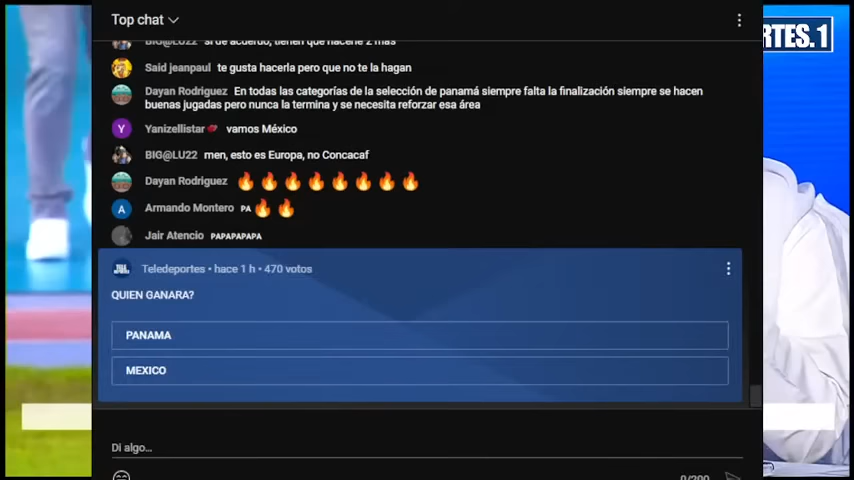 Top chat
BIG@LU22 si de acuerdo, tienen que hacerle 2 mas
Said jeanpaul te gusta hacerla pero que no te la hagan
Dayan Rodriguez En todas las categorías de la selección de panamá siempre falta la finalización siempre se hacen
buenas jugadas pero nunca la termina y se necesita reforzar esa área
Y Yanizellistar vamos México
BIG@LU22 men, esto es Europa, no Concacaf
Dayan Rodriguez 🔥🔥🔥🔥🔥🔥🔥🔥
A Armando Montero PA🔥🔥
Jair Atencio PAPAPAPAPA
Teledeportes • hace 1 h • 470 votos
QUIEN GANARA?
PANAMA
MEXICO
Di algo...
0/200
RTES.1